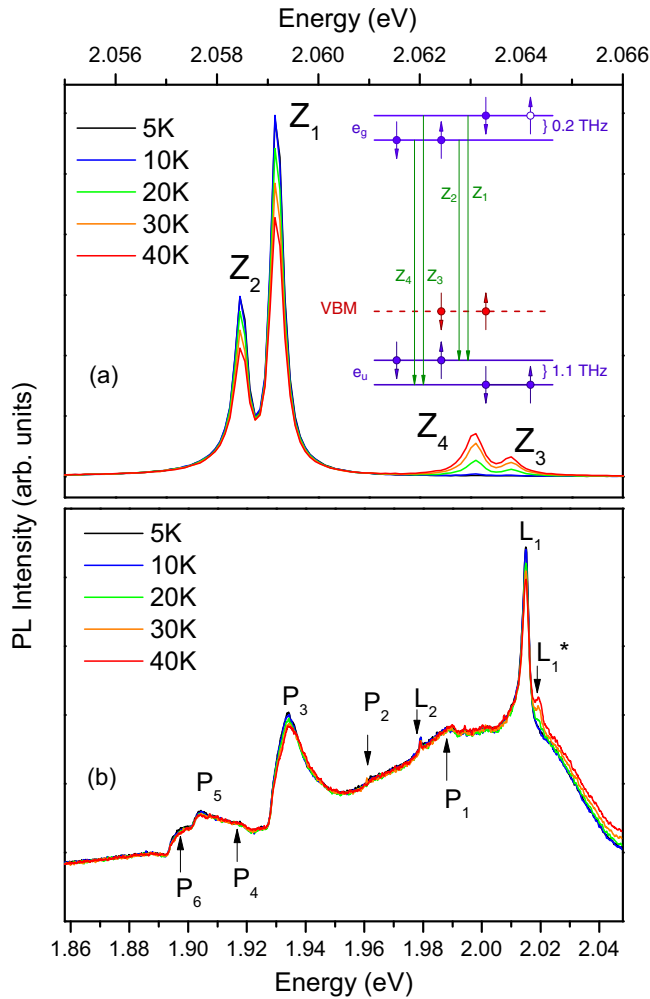 Energy (eV)
2.056 2.058 2.060 2.062 2.064 2.066
5K
10K
20K
30K
40K
Z1
Z2
(a)
eg
} 0.2 THz
Z2 Z1
Z4 Z3
VBM
eu
} 1.1 THz
Z4
Z3
PL Intensity (arb. units)
5K
10K
20K
30K
40K
L1
L1*
P3
P2
L2
(b)
P5
P1
P6
P4
1.86 1.88 1.90 1.92 1.94 1.96 1.98 2.00 2.02 2.04
Energy (eV)